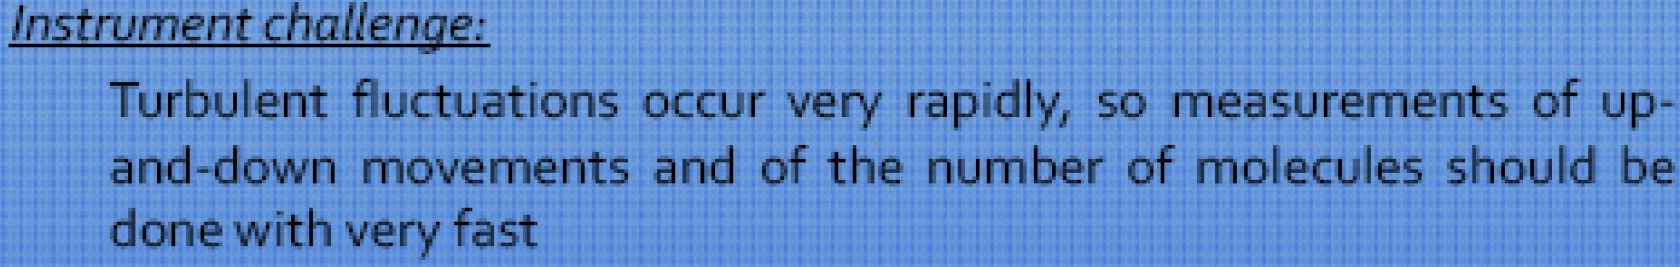 Instrument challenge:
Turbulent fluctuations occur very rapidly, so measurements of up-
and-down movements and of the number of molecules should be
done with very fast